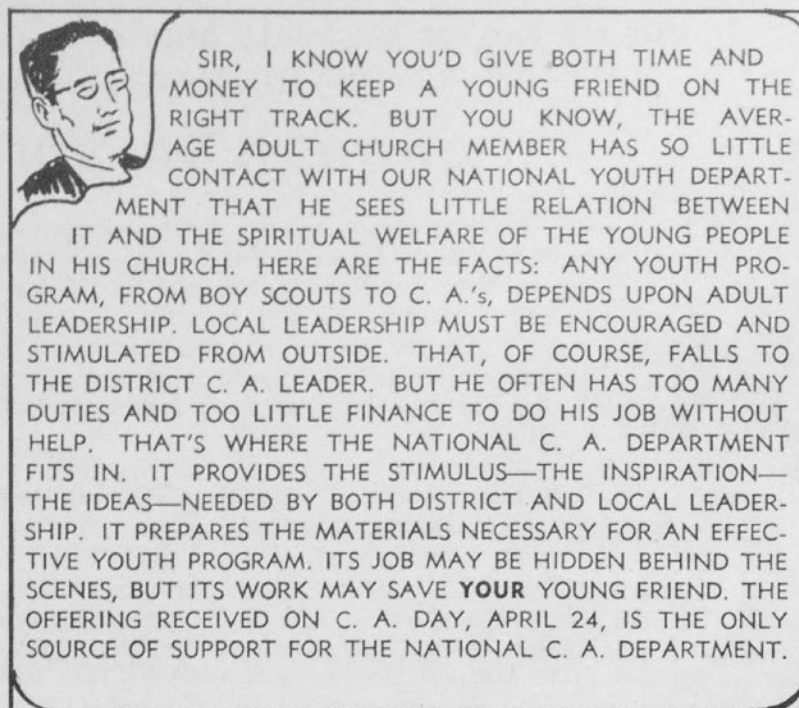 SIR, I KNOW YOU'D GIVE BOTH TIME AND
MONEY TO KEEP A YOUNG FRIEND ON THE
RIGHT TRACK. BUT YOU KNOW, THE AVER-
AGE ADULT CHURCH MEMBER HAS SO LITTLE
CONTACT WITH OUR NATIONAL YOUTH DEPART-
MENT THAT HE SEES LITTLE RELATION BETWEEN
IT AND THE SPIRITUAL WELFARE OF THE YOUNG PEOPLE
IN HIS CHURCH. HERE ARE THE FACTS: ANY YOUTH PRO-
GRAM, FROM BOY SCOUTS TO C. A.'s, DEPENDS UPON ADULT
LEADERSHIP. LOCAL LEADERSHIP MUST BE ENCOURAGED AND
STIMULATED FROM OUTSIDE. THAT, OF COURSE, FALLS TO
THE DISTRICT C. A. LEADER. BUT HE OFTEN HAS TOO MANY
DUTIES AND TOO LITTLE FINANCE TO DO HIS JOB WITHOUT
HELP. THAT'S WHERE THE NATIONAL C. A. DEPARTMENT
FITS IN. IT PROVIDES THE STIMULUS—THE INSPIRATION—
THE IDEAS—NEEDED BY BOTH DISTRICT AND LOCAL LEADER-
SHIP. IT PREPARES THE MATERIALS NECESSARY FOR AN EFFEC-
TIVE YOUTH PROGRAM. ITS JOB MAY BE HIDDEN BEHIND THE
SCENES, BUT ITS WORK MAY SAVE YOUR YOUNG FRIEND. THE
OFFERING RECEIVED ON C. A. DAY, APRIL 24, IS THE ONLY
SOURCE OF SUPPORT FOR THE NATIONAL C. A. DEPARTMENT.